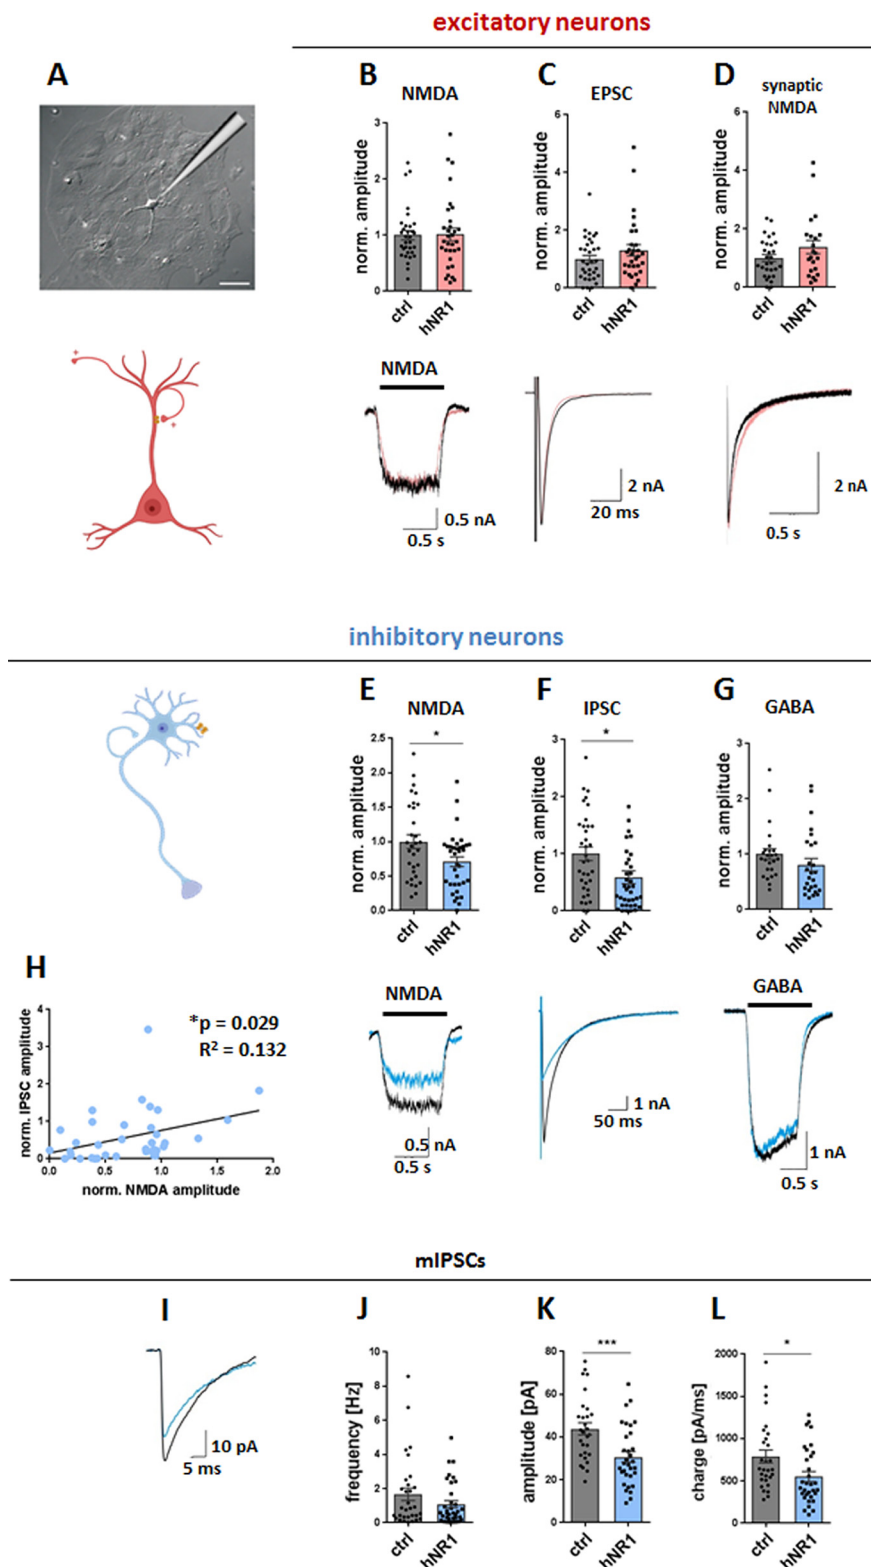 excitatory neurons
A
B
C
D
NMDA
EPSC
synaptic
NMDA
norm. amplitude
3
2
1
0
ctrl
hNR1
norm. amplitude
6
4
2
0
ctrl
hNR1
norm. amplitude
6
4
2
0
ctrl
hNR1
+
+
NMDA
0.5 nA
0.5 s
2 nA
20 ms
2 nA
0.5 s
inhibitory neurons
E
F
G
NMDA
IPSC
GABA
*
norm. amplitude
2.5
2.0
1.5
1.0
0.5
0.0
ctrl
hNR1
*
norm. amplitude
3
2
1
0
ctrl
hNR1
norm. amplitude
3
2
1
0
ctrl
hNR1
H
norm. IPSC amplitude
4
3
2
1
0
*p = 0.029
R² = 0.132
0.0 0.5 1.0 1.5 2.0
norm. NMDA amplitude
NMDA
0.5 nA
0.5 s
1 nA
50 ms
GABA
1 nA
0.5 s
mIPSCs
I
J
K
L
10 pA
5 ms
frequency [Hz]
10
8
6
4
2
0
ctrl
hNR1
***
amplitude [pA]
80
60
40
20
0
ctrl
hNR1
*
charge [pA/ms]
2000
1500
1000
500
0
ctrl
hNR1